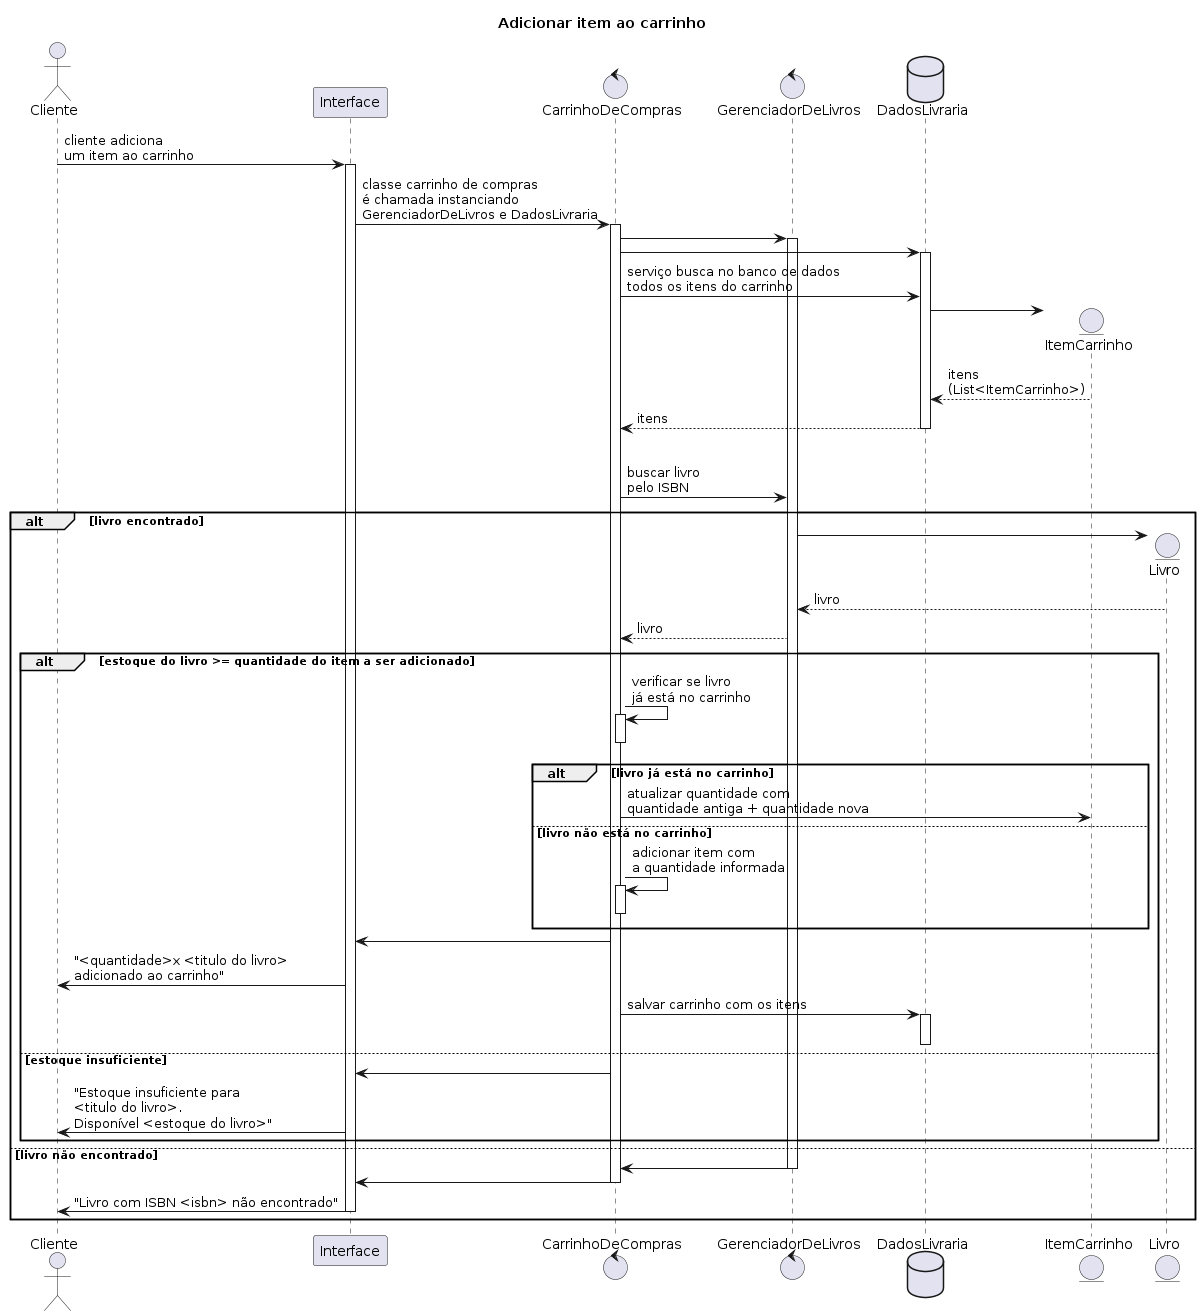 Adicionar item ao carrinho
Cliente
Interface
CarrinhoDeCompras
GerenciadorDeLivros
DadosLivraria
cliente adiciona
um item ao carrinho
classe carrinho de compras
é chamada instanciando
GerenciadorDeLivros e DadosLivraria
serviço busca no banco de dados
todos os itens do carrinho
ItemCarrinho
itens
(List<ItemCarrinho>)
itens
buscar livro
pelo ISBN
alt
[livro encontrado]
Livro
livro
livro
alt
[estoque do livro >= quantidade do item a ser adicionado]
verificar se livro
já está no carrinho
alt
[livro já está no carrinho]
atualizar quantidade com
quantidade antiga + quantidade nova
[livro não está no carrinho]
adicionar item com
a quantidade informada
"<quantidade>x <titulo do livro>
adicionado ao carrinho"
salvar carrinho com os itens
[estoque insuficiente]
"Estoque insuficiente para
<titulo do livro>.
Disponível <estoque do livro>"
[livro não encontrado]
"Livro com ISBN <isbn> não encontrado"
Cliente
Interface
CarrinhoDeCompras
GerenciadorDeLivros
DadosLivraria
ItemCarrinho
Livro